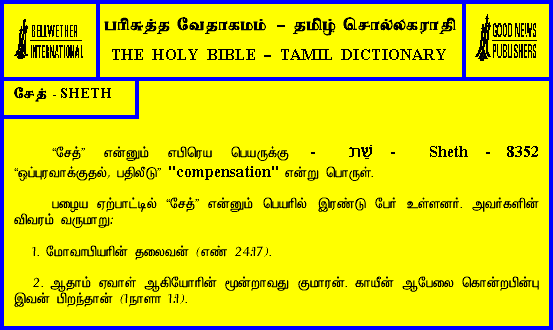 BELLWETHER
INTERNATIONAL
பரிசுத்த வேதாகமம் – தமிழ் சொல்லகராதி
THE HOLY BIBLE – TAMIL DICTIONARY
GOOD NEWS
PUBLISHERS
சேத் - SHETH
“சேத்” என்னும் எபிரெய பெயருக்கு - שׁת - Sheth - 8352
“ஒப்புரவாக்குதல், பதிலீடு” "compensation" என்று பொருள்.
பழைய ஏற்பாட்டில் “சேத்” என்னும் பெயரில் இரண்டு பேர் உள்ளனர். அவர்களின்
விவரம் வருமாறு:
1. மோவாபியரின் தலைவன் (எண் 24:17).
2. ஆதாம் ஏவாள் ஆகியோரின் மூன்றாவது குமாரன். காயீன் ஆபேலை கொன்றபின்பு
இவன் பிறந்தான் (1நாளா 1:1).